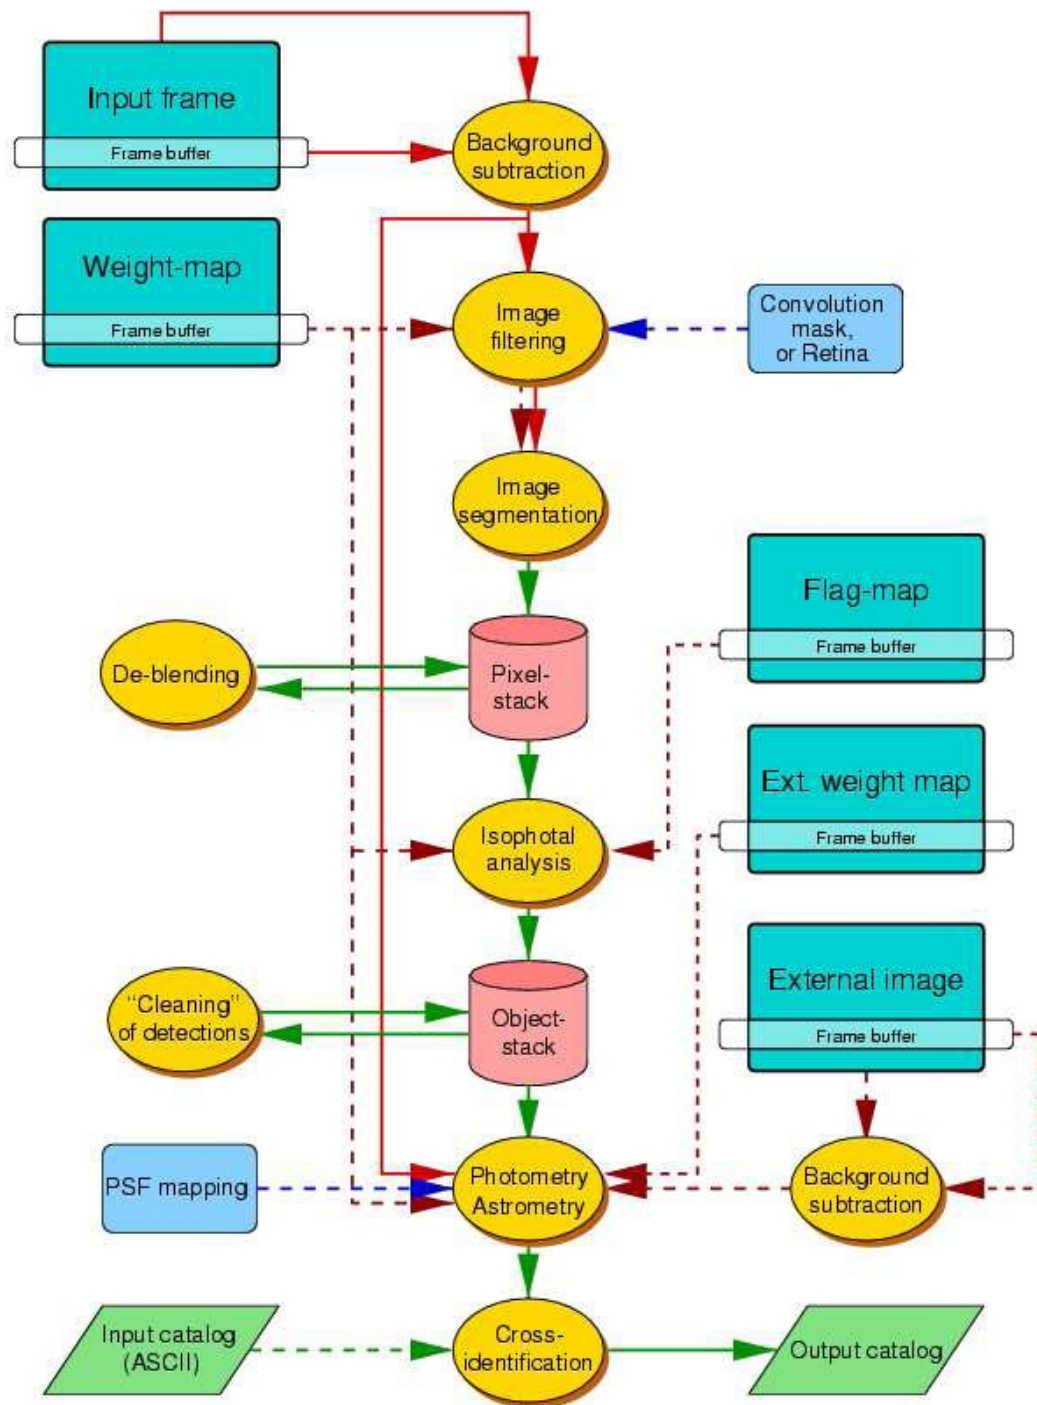 Input frame
Frame buffer
Background
subtraction
Weight-map
Frame buffer
Image
filtering
Convolution
mask,
or Retina
Image
segmentation
Flag-map
Frame buffer
De-blending
Pixel-
stack
Ext. weight map
Frame buffer
Isophotal
analysis
External image
Frame buffer
“Cleaning”
of detections
Object-
stack
PSF mapping
Photometry
Astrometry
Background
subtraction
Input catalog
(ASCII)
Cross-
identification
Output catalog